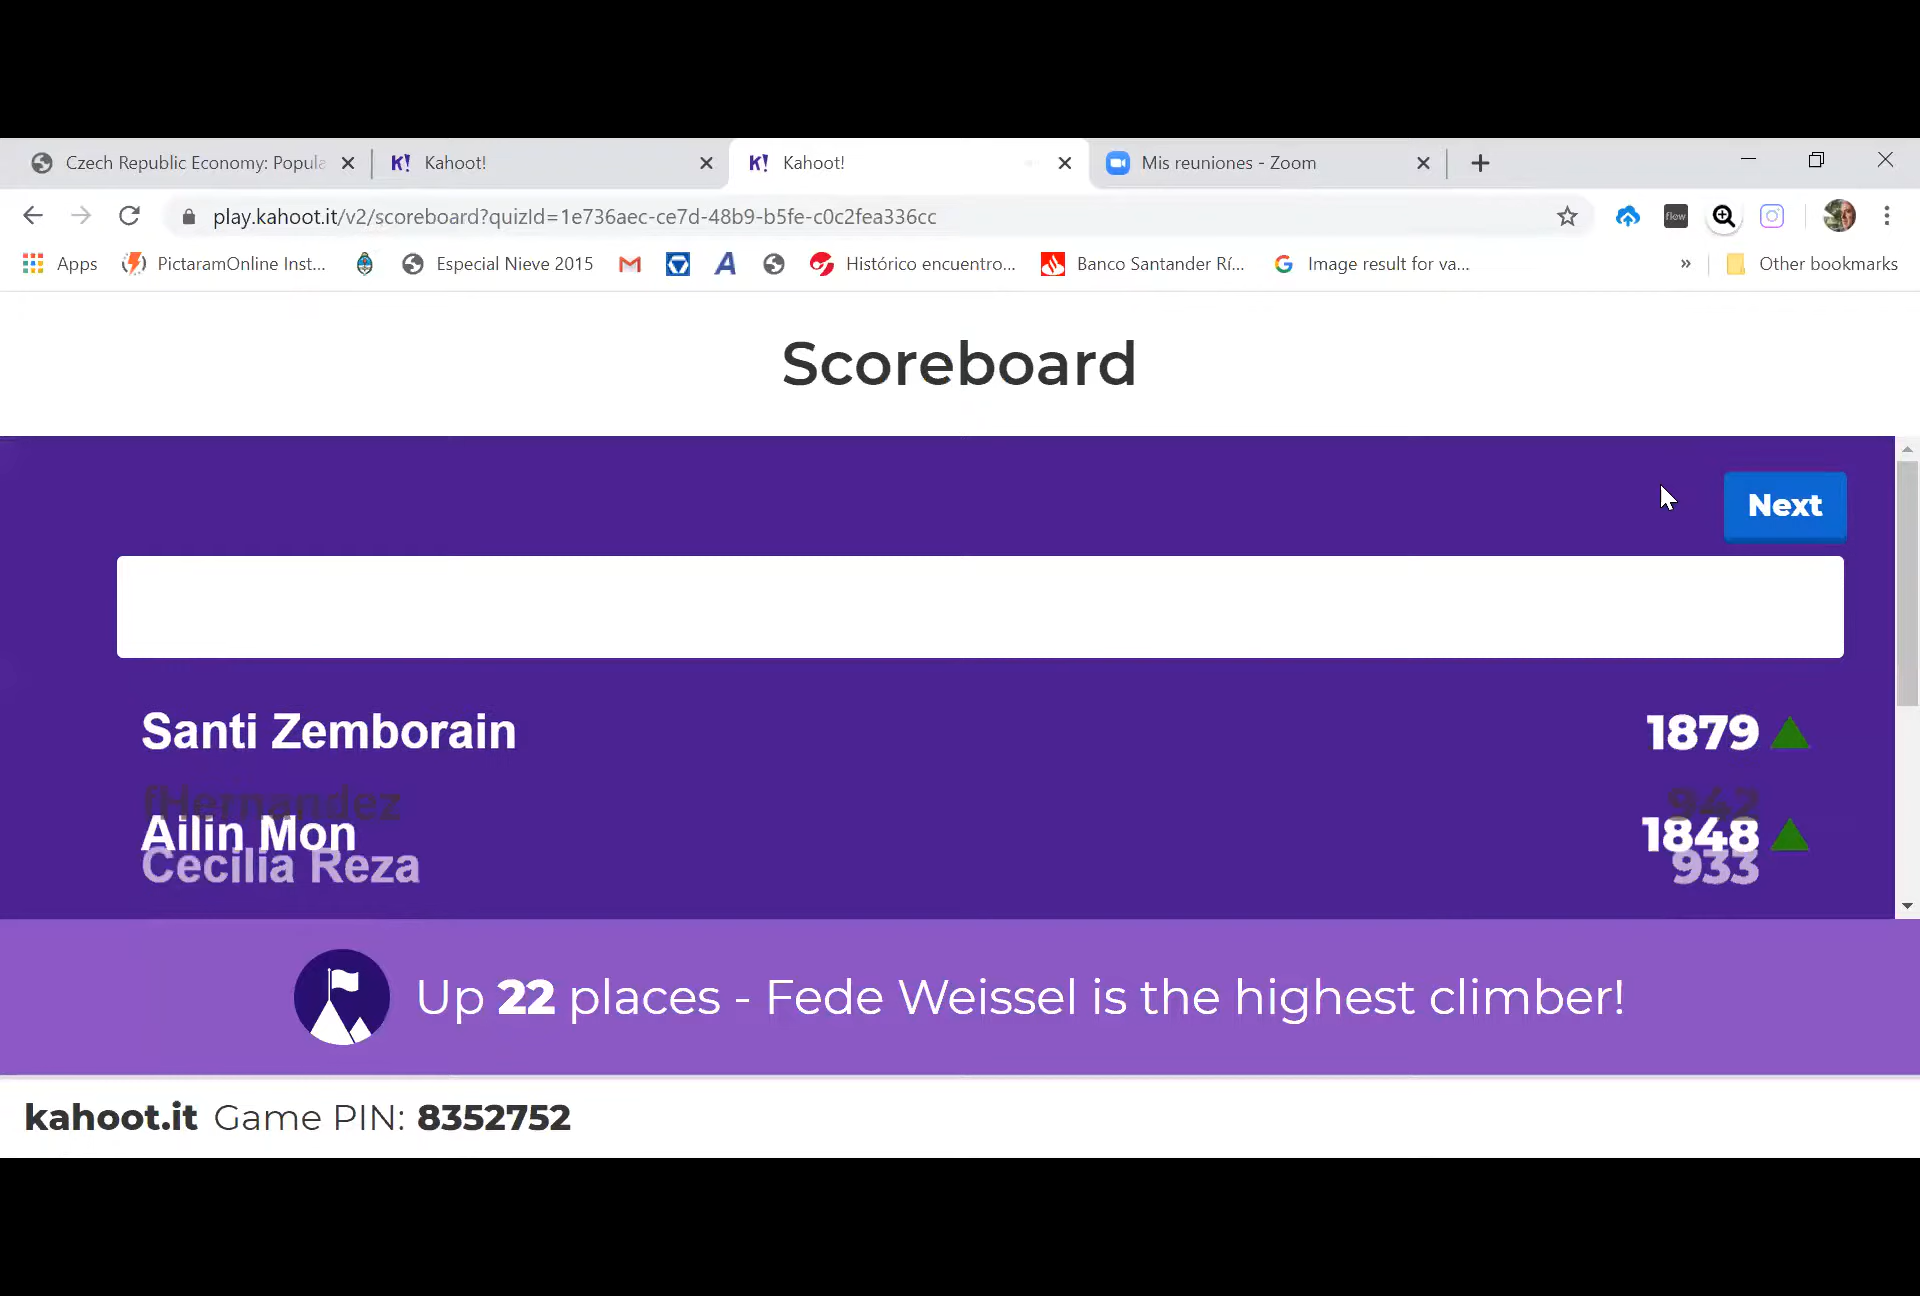 Czech Republic Economy: Popula
K! Kahoot!
K! Kahoot!
Mis reuniones - Zoom
play.kahoot.it/v2/scoreboard?quizId=1e736aec-ce7d-48b9-b5fe-c0c2fea336cc
flow
Apps
PictaramOnline Inst...
Especial Nieve 2015
A
Histórico encuentro...
Banco Santander Rí...
Image result for va...
»
Other bookmarks
Scoreboard
Next
Santi Zemborain 1879
fHernandez 942
Ailin Mon 1848
Cecilia Reza 933
Up 22 places - Fede Weissel is the highest climber!
kahoot.it Game PIN: 8352752